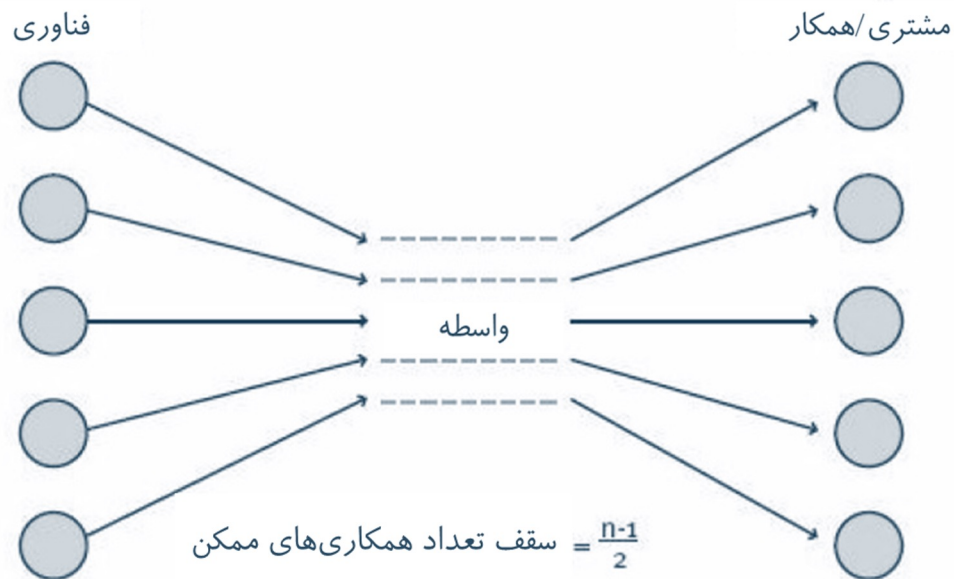 فناوری
مشتری/همکار
واسطه
سقف تعداد همکاری‌های ممکن = n-1/2